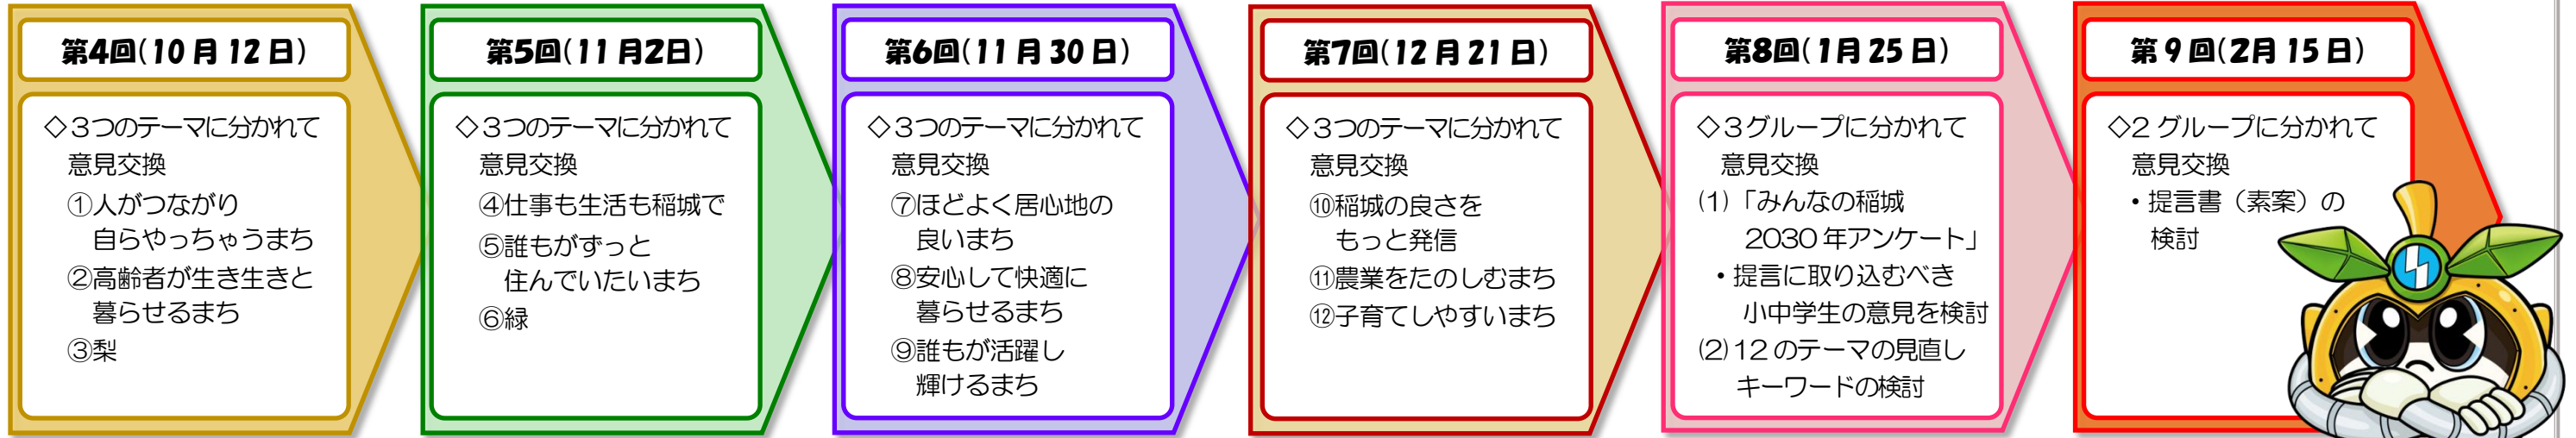 第4回(10月12日)
◇３つのテーマに分かれて
意見交換
①人がつながり
自らやっちゃうまち
②高齢者が生き生きと
暮らせるまち
③梨
第5回(11月2日)
◇３つのテーマに分かれて
意見交換
④仕事も生活も稲城で
⑤誰もがずっと
住んでいたいまち
⑥緑
第6回(11月30日)
◇３つのテーマに分かれて
意見交換
⑦ほどよく居心地の
良いまち
⑧安心して快適に
暮らせるまち
⑨誰もが活躍し
輝けるまち
第7回(12月21日)
◇３つのテーマに分かれて
意見交換
⑩稲城の良さを
もっと発信
⑪農業をたのしむまち
⑫子育てしやすいまち
第8回(1月25日)
◇３グループに分かれて
意見交換
(1)「みんなの稲城
2030年アンケート」
・提言に取り込むべき
小中学生の意見を検討
(2)12のテーマの見直し
キーワードの検討
第9回(2月15日)
◇2グループに分かれて
意見交換
・提言書（素案）の
検討